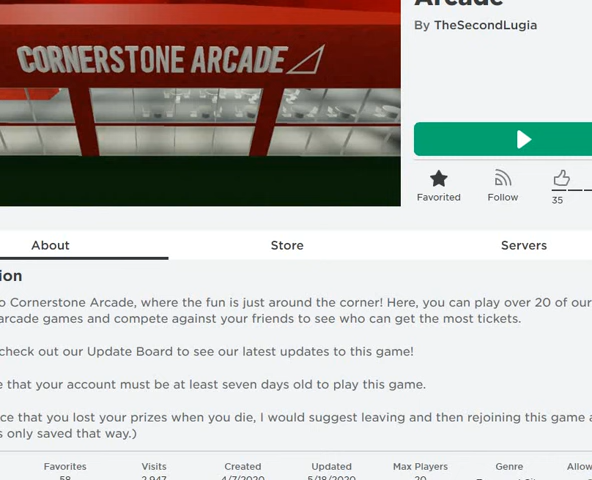 Arcade
By TheSecondLugia
CORNERSTONE ARCADE
Favorited
Follow
35
About
Store
Servers
ion
o Cornerstone Arcade, where the fun is just around the corner! Here, you can play over 20 of our
arcade games and compete against your friends to see who can get the most tickets.
check out our Update Board to see our latest updates to this game!
e that your account must be at least seven days old to play this game.
ice that you lost your prizes when you die, I would suggest leaving and then rejoining this game a
s only saved that way.)
Favorites
Visits
Created
Updated
Max Players
Genre
Allow
58
2,947
4/7/2020
5/18/2020
20